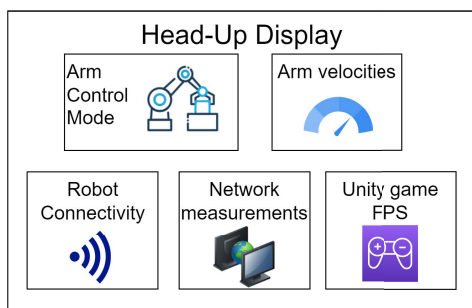 Head-Up Display
Arm
Control
Mode
Arm velocities
Robot
Connectivity
Network
measurements
Unity game
FPS